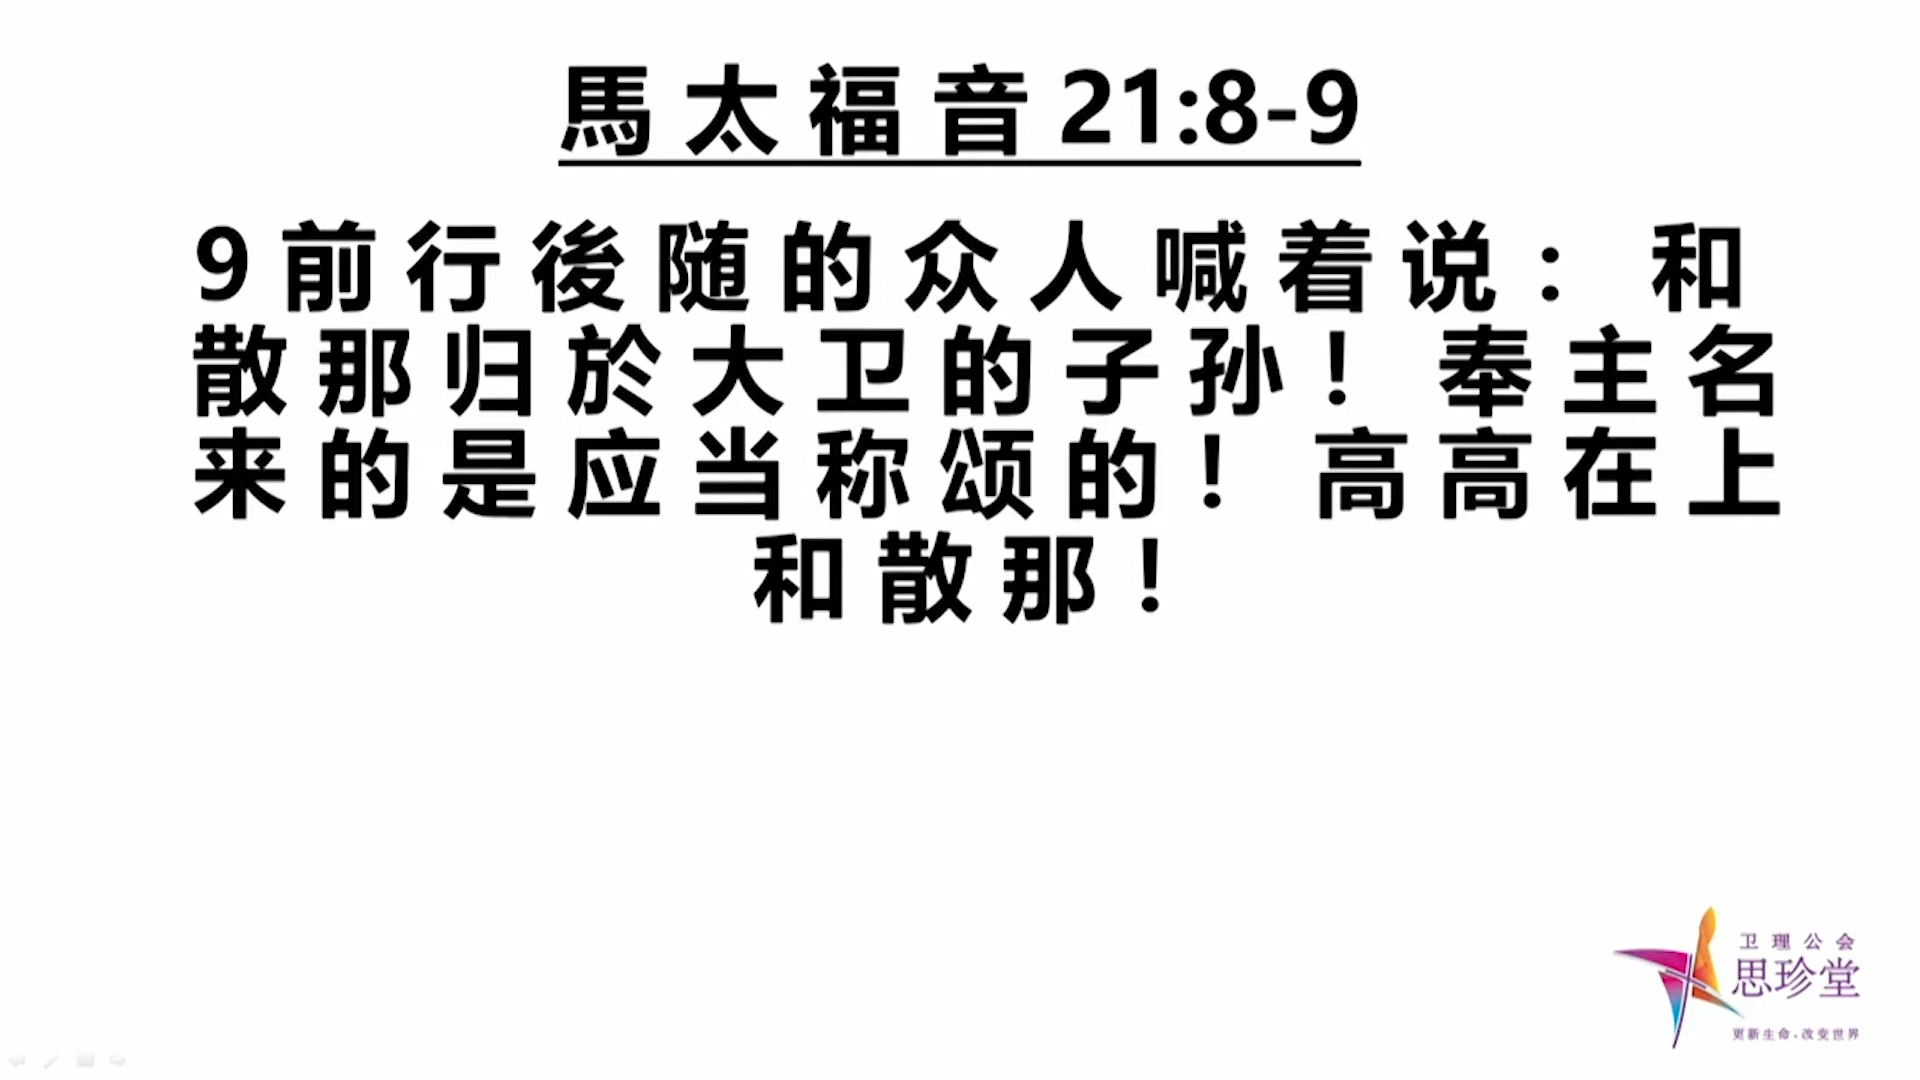 馬太福音21:8-9
9前行後随的众人喊着说：和
散那归於大卫的子孙！奉主名
来的是应当称颂的！高高在上
和散那！
卫理公会
思珍堂
更新生命、改变世界